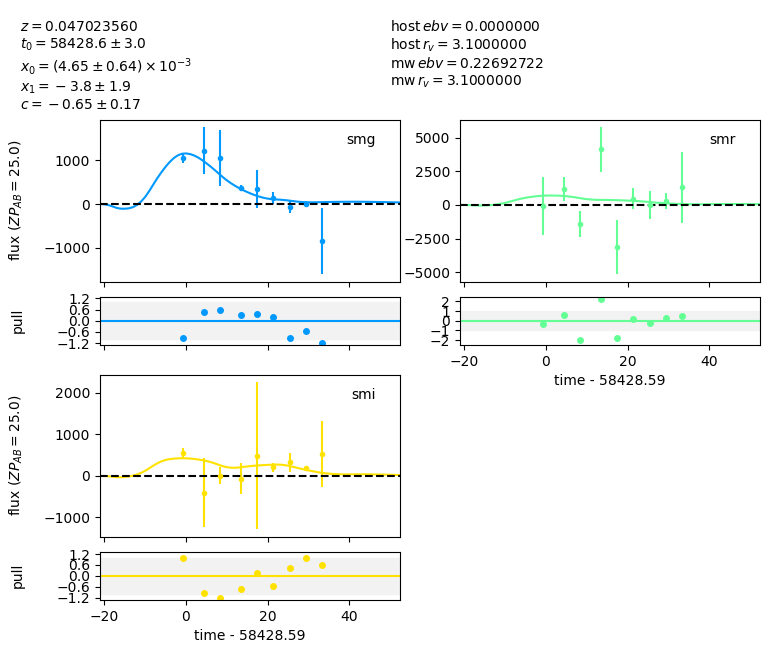 z = 0.047023560
t₀ = 58428.6 ± 3.0
x₀ = (4.65 ± 0.64) × 10⁻³
x₁ = −3.8 ± 1.9
c = −0.65 ± 0.17
host ebv = 0.0000000
host r_v = 3.1000000
mw ebv = 0.22692722
mw r_v = 3.1000000
smg
flux (ZP_AB = 25.0)
1000
0
−1000
smr
5000
2500
0
−2500
−5000
pull
1.2
0.6
0.0
−0.6
−1.2
2
1
0
−1
−2
−20 0 20 40
time - 58428.59
smi
flux (ZP_AB = 25.0)
2000
1000
0
−1000
pull
1.2
0.6
0.0
−0.6
−1.2
−20 0 20 40
time - 58428.59